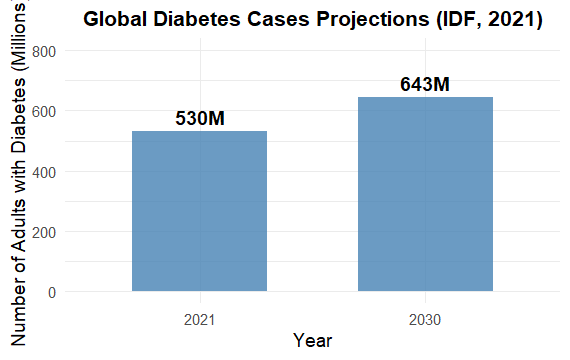 Global Diabetes Cases Projections (IDF, 2021)
Number of Adults with Diabetes (Millions)
800
600
400
200
0
530M
643M
2021
2030
Year